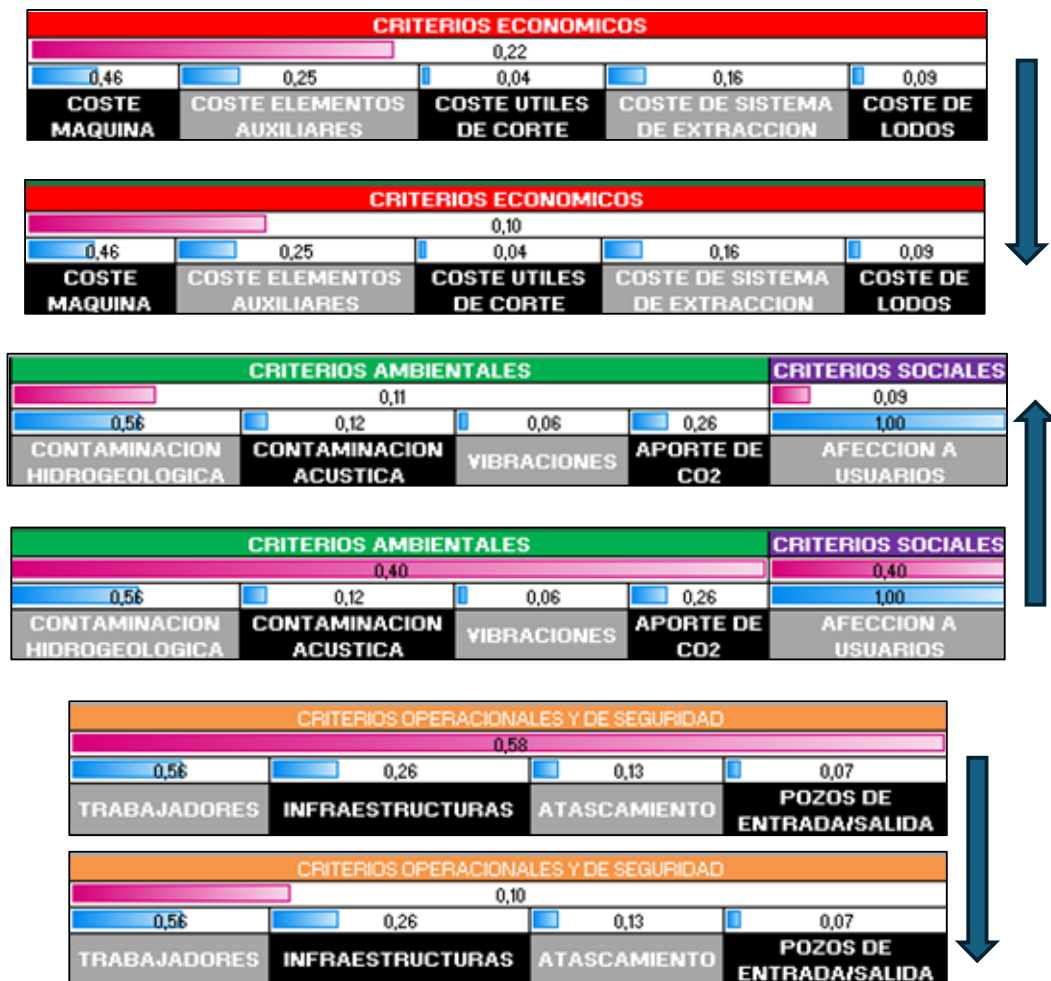 CRITERIOS ECONOMICOS
0,22
0,46 0,25 0,04 0,16 0,09
COSTE MAQUINA COSTE ELEMENTOS AUXILIARES COSTE UTILES DE CORTE COSTE DE SISTEMA DE EXTRACCION COSTE DE LODOS
CRITERIOS ECONOMICOS
0,10
0,46 0,25 0,04 0,16 0,09
COSTE MAQUINA COSTE ELEMENTOS AUXILIARES COSTE UTILES DE CORTE COSTE DE SISTEMA DE EXTRACCION COSTE DE LODOS
CRITERIOS AMBIENTALES CRITERIOS SOCIALES
0,11 0,09
0,56 0,12 0,06 0,26 1,00
CONTAMINACION HIDROGEOLOGICA CONTAMINACION ACUSTICA VIBRACIONES APORTE DE CO2 AFECCION A USUARIOS
CRITERIOS AMBIENTALES CRITERIOS SOCIALES
0,40 0,40
0,56 0,12 0,06 0,26 1,00
CONTAMINACION HIDROGEOLOGICA CONTAMINACION ACUSTICA VIBRACIONES APORTE DE CO2 AFECCION A USUARIOS
CRITERIOS OPERACIONALES Y DE SEGURIDAD
0,58
0,56 0,26 0,13 0,07
TRABAJADORES INFRAESTRUCTURAS ATASCAMIENTO POZOS DE ENTRADA/SALIDA
CRITERIOS OPERACIONALES Y DE SEGURIDAD
0,10
0,56 0,26 0,13 0,07
TRABAJADORES INFRAESTRUCTURAS ATASCAMIENTO POZOS DE ENTRADA/SALIDA